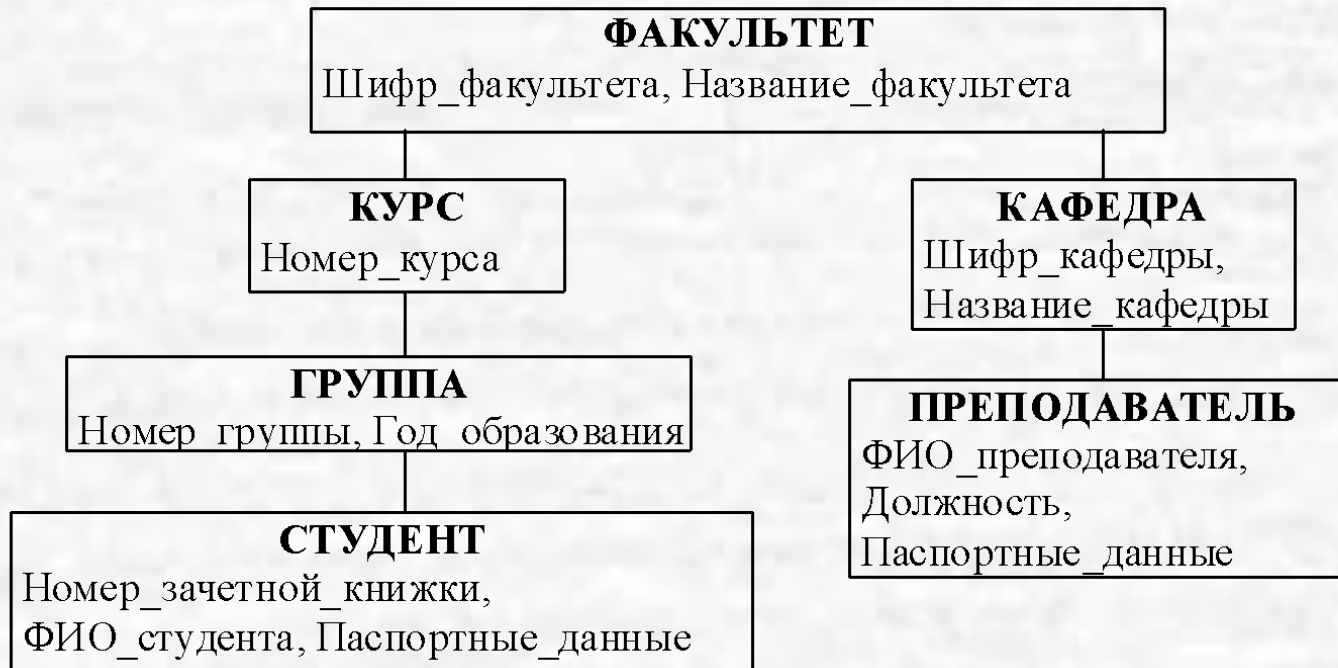 ФАКУЛЬТЕТ
Шифр_факультета, Название_факультета
КУРС
Номер_курса
КАФЕДРА
Шифр_кафедры,
Название_кафедры
ГРУППА
Номер_группы, Год_образования
ПРЕПОДАВАТЕЛЬ
ФИО_преподавателя,
Должность,
Паспортные_данные
СТУДЕНТ
Номер_зачетной_книжки,
ФИО_студента, Паспортные_данные